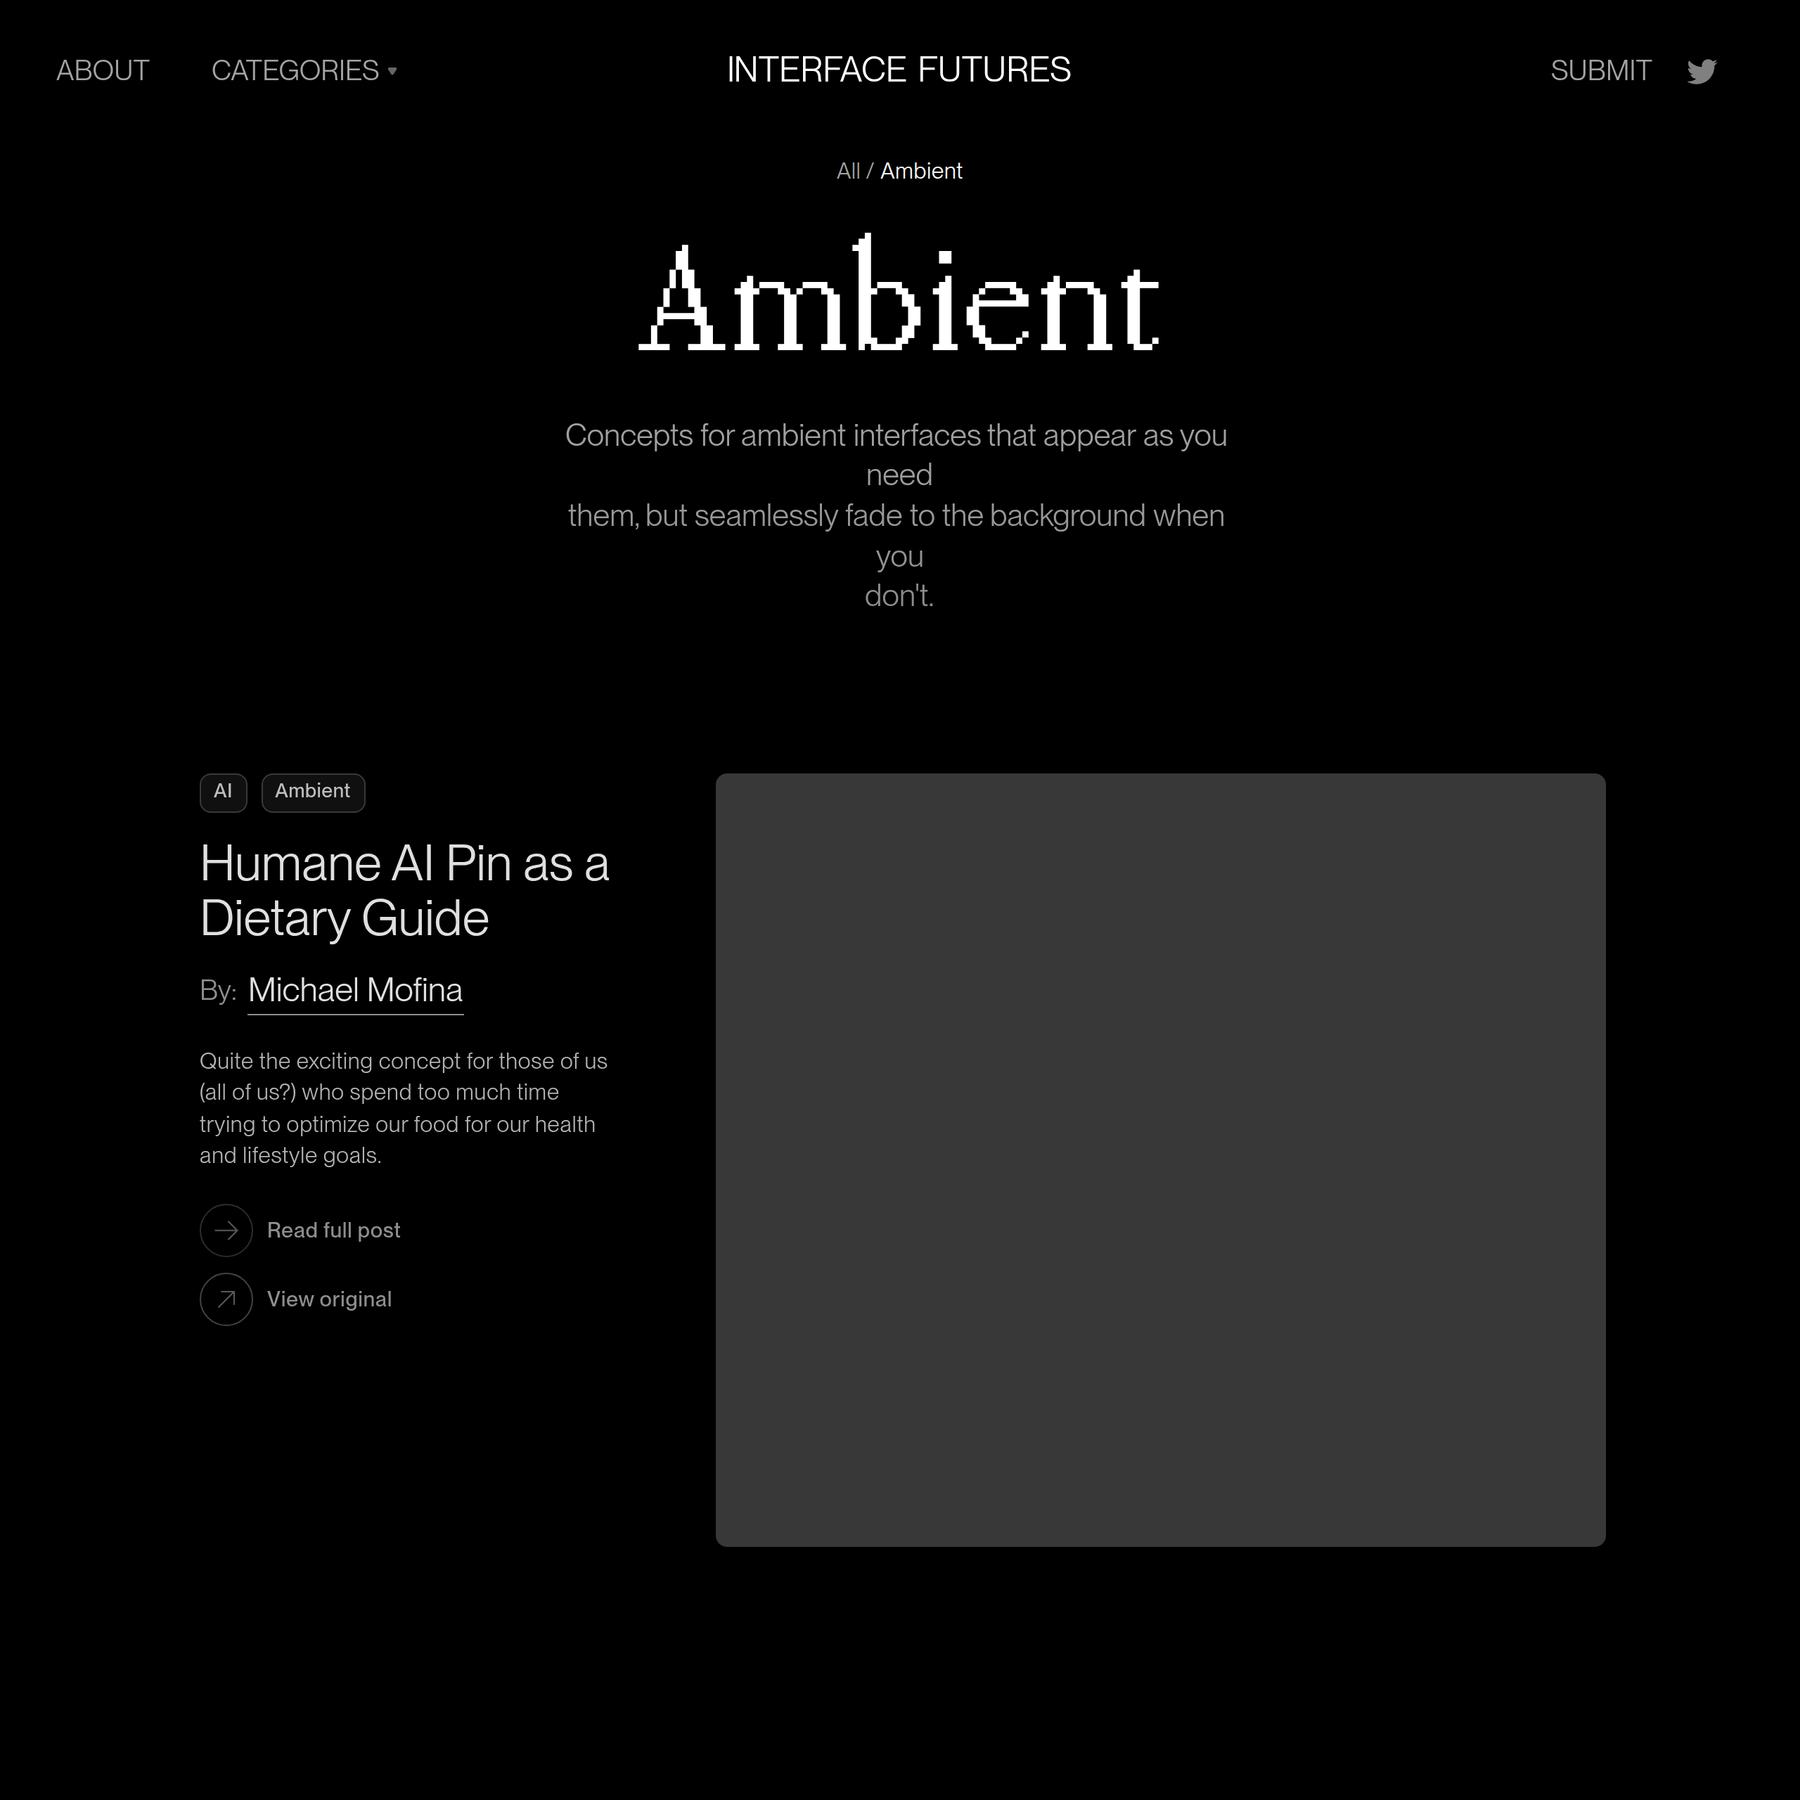 ABOUT CATEGORIES INTERFACE FUTURES SUBMIT
All / Ambient
Ambient
Concepts for ambient interfaces that appear as you
need
them, but seamlessly fade to the background when
you
don't.
AI Ambient
Humane AI Pin as a
Dietary Guide
By: Michael Mofina
Quite the exciting concept for those of us
(all of us?) who spend too much time
trying to optimize our food for our health
and lifestyle goals.
Read full post
View original